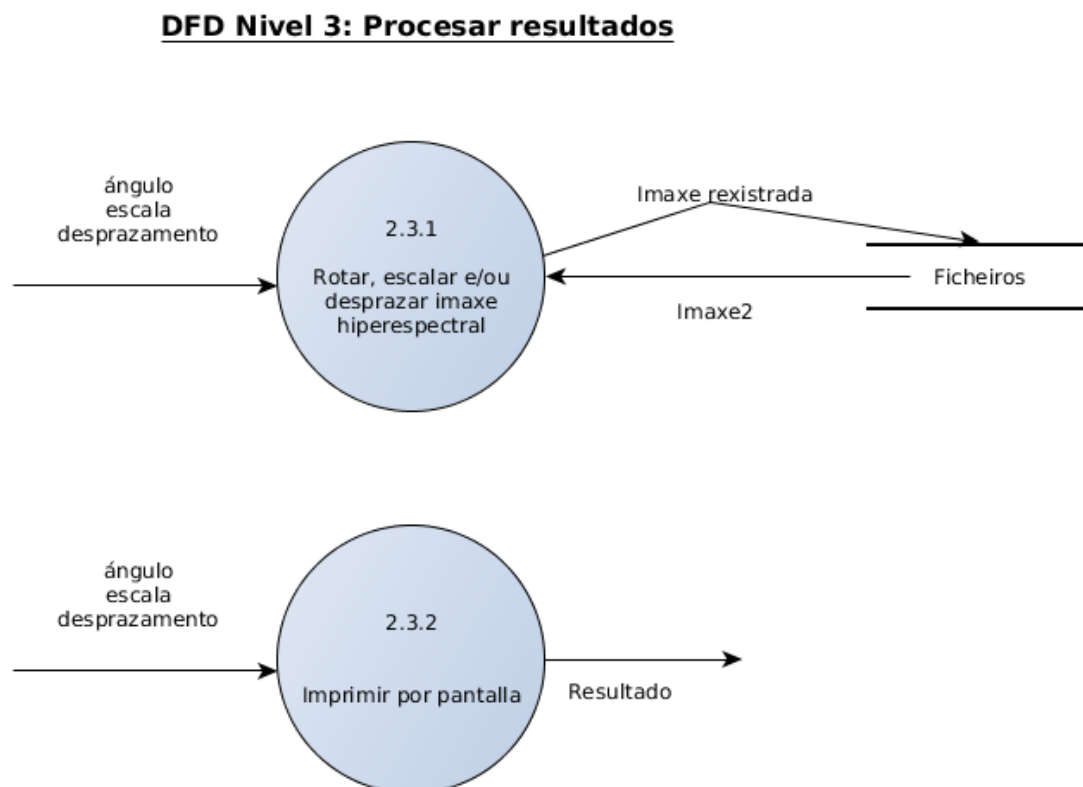 DFD Nivel 3: Procesar resultados
ángulo
escala
desprazamento
2.3.1
Rotar, escalar e/ou
desprazar imaxe
hiperespectral
Imaxe rexistrada
Ficheiros
Imaxe2
ángulo
escala
desprazamento
2.3.2
Imprimir por pantalla
Resultado